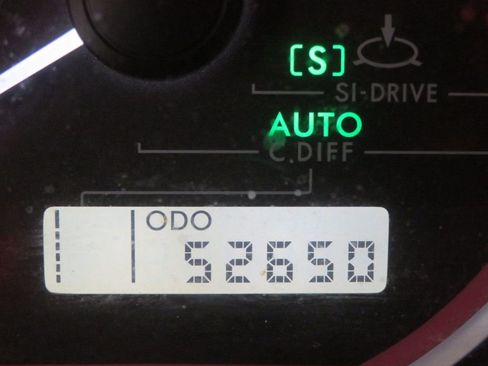 [S]
SI-DRIVE
AUTO
C.DIFF
ODO
52650